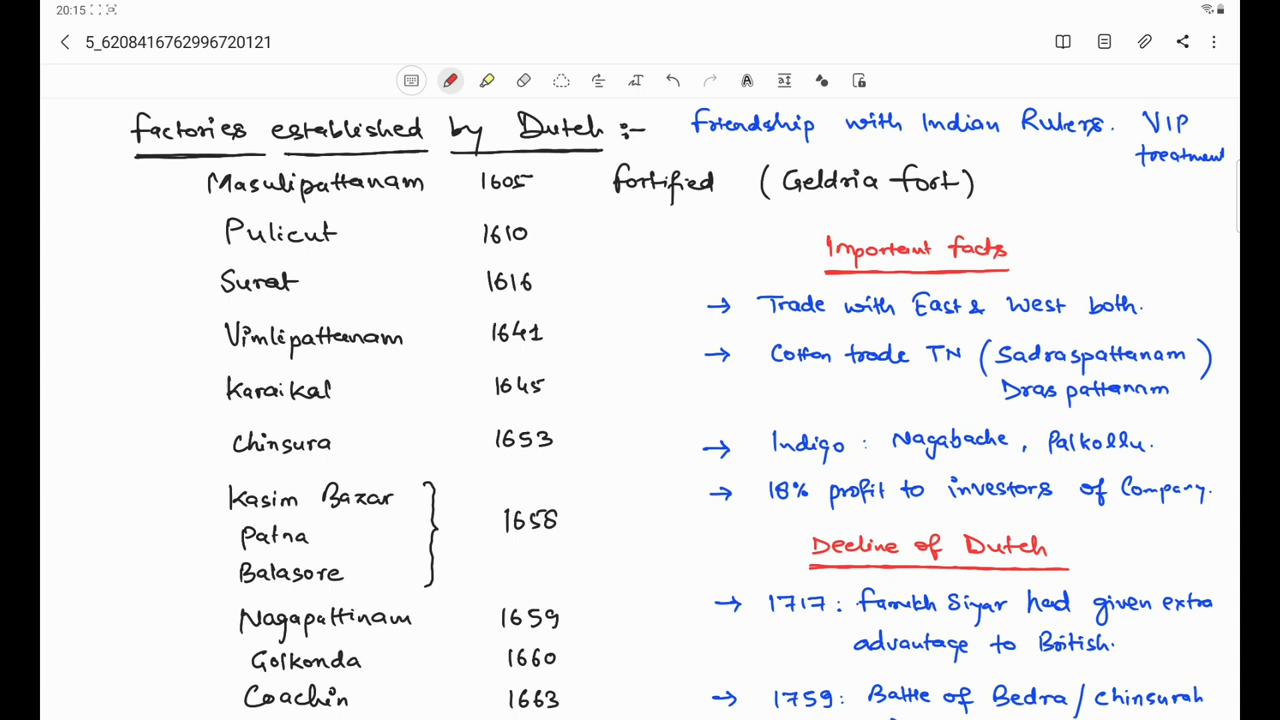 20:15
5_6208416762996720121
factories established by Dutch :-
Masulipattanam 1605 fortified (Geldria fort)
Pulicut 1610
Surat 1616
Vimlipattanam 1641
Karaikal 1645
Chinsura 1653
Kasim Bazar
Patna
Balasore
1658
Nagapattinam 1659
Golkonda 1660
Coachin 1663
friendship with Indian Rulers. VIP
treatment
Important facts
→ Trade with East & West both.
→ Cotton trade TN (Sadraspattanam)
Draspattanam
→ Indigo : Nagabache, Palkollu.
→ 18% profit to investors of Company.
Decline of Dutch
→ 1717: farrukh Siyar had given extra
advantage to British.
→ 1759: Battle of Bedra/chinsurah